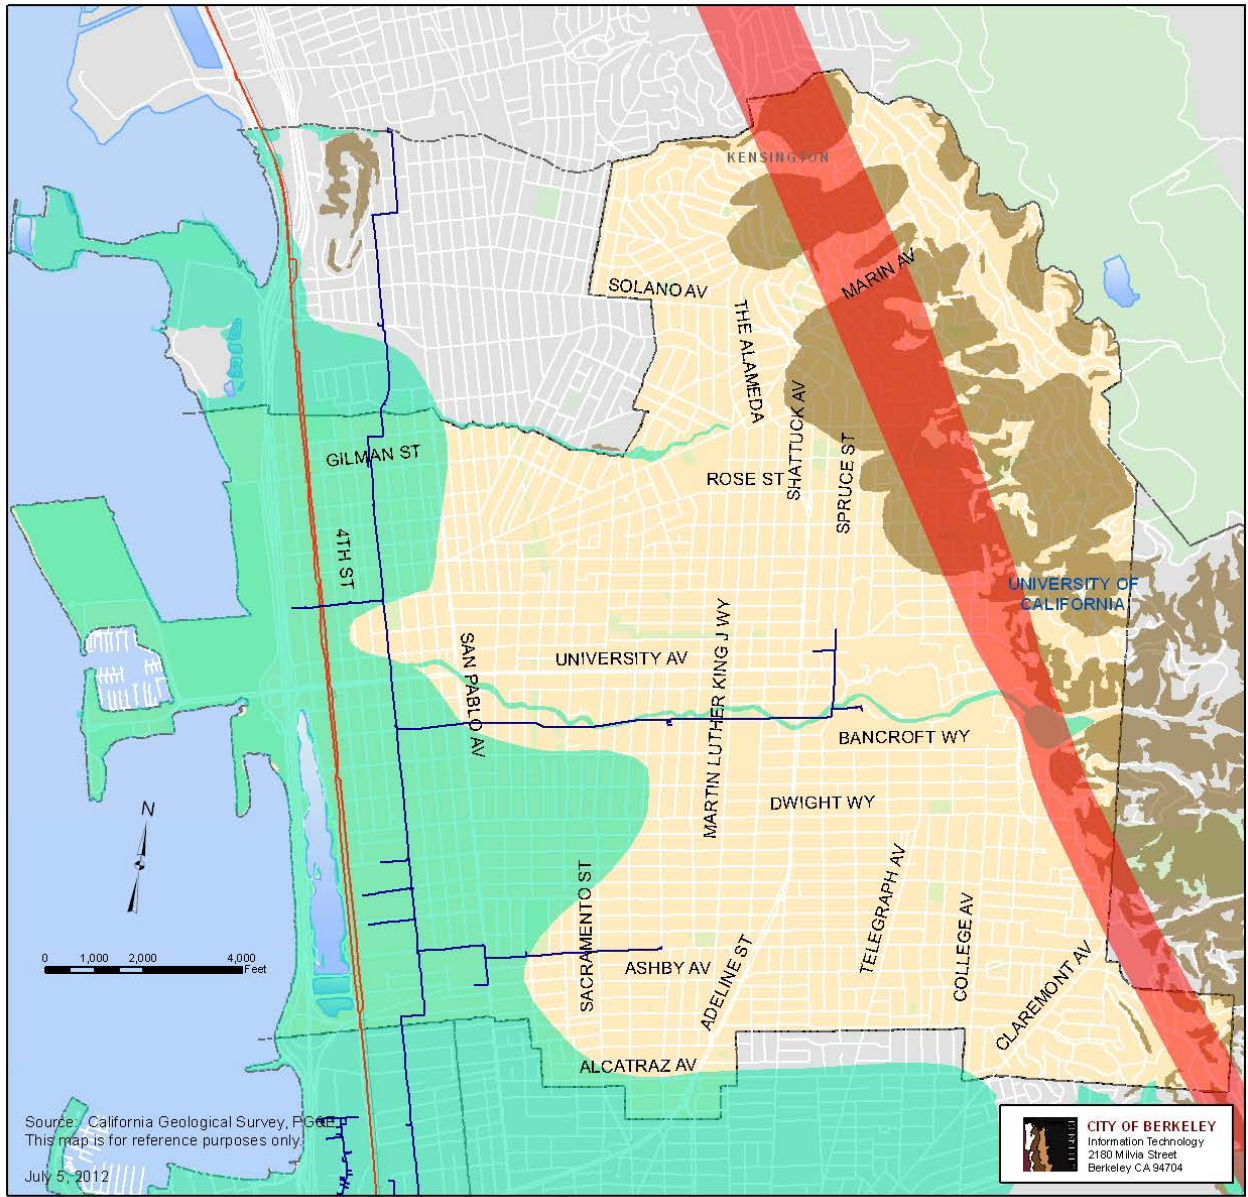 KENSINGTON
SOLANO AV
MARIN AV
THE ALAMEDA
SHATTUCK AV
GILMAN ST
ROSE ST
SPRUCE ST
4TH ST
UNIVERSITY OF
CALIFORNIA
SAN PABLO AV
UNIVERSITY AV
MARTIN LUTHER KING J WY
BANCROFT WY
DWIGHT WY
N
SACRAMENTO ST
TELEGRAPH AV
COLLEGE AV
ASHBY AV
ADELINE ST
CLAREMONT AV
0 1,000 2,000 4,000
Feet
ALCATRAZ AV
Source: California Geological Survey, PG&E
This map is for reference purposes only.
July 5, 2012
CITY OF BERKELEY
Information Technology
2180 Milvia Street
Berkeley CA 94704